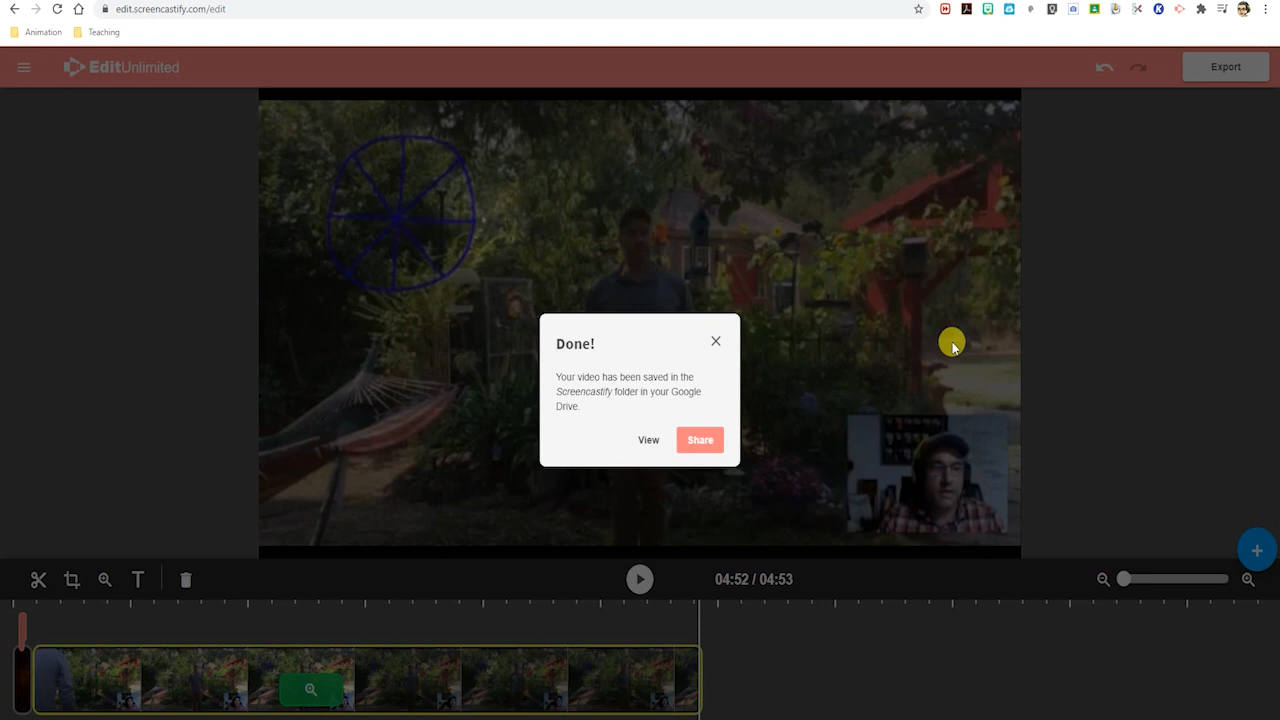 edit.screencastify.com/edit
Animation
Teaching
EditUnlimited
Export
Done!
Your video has been saved in the
Screencastify folder in your Google
Drive.
View
Share
T
04:52 / 04:53